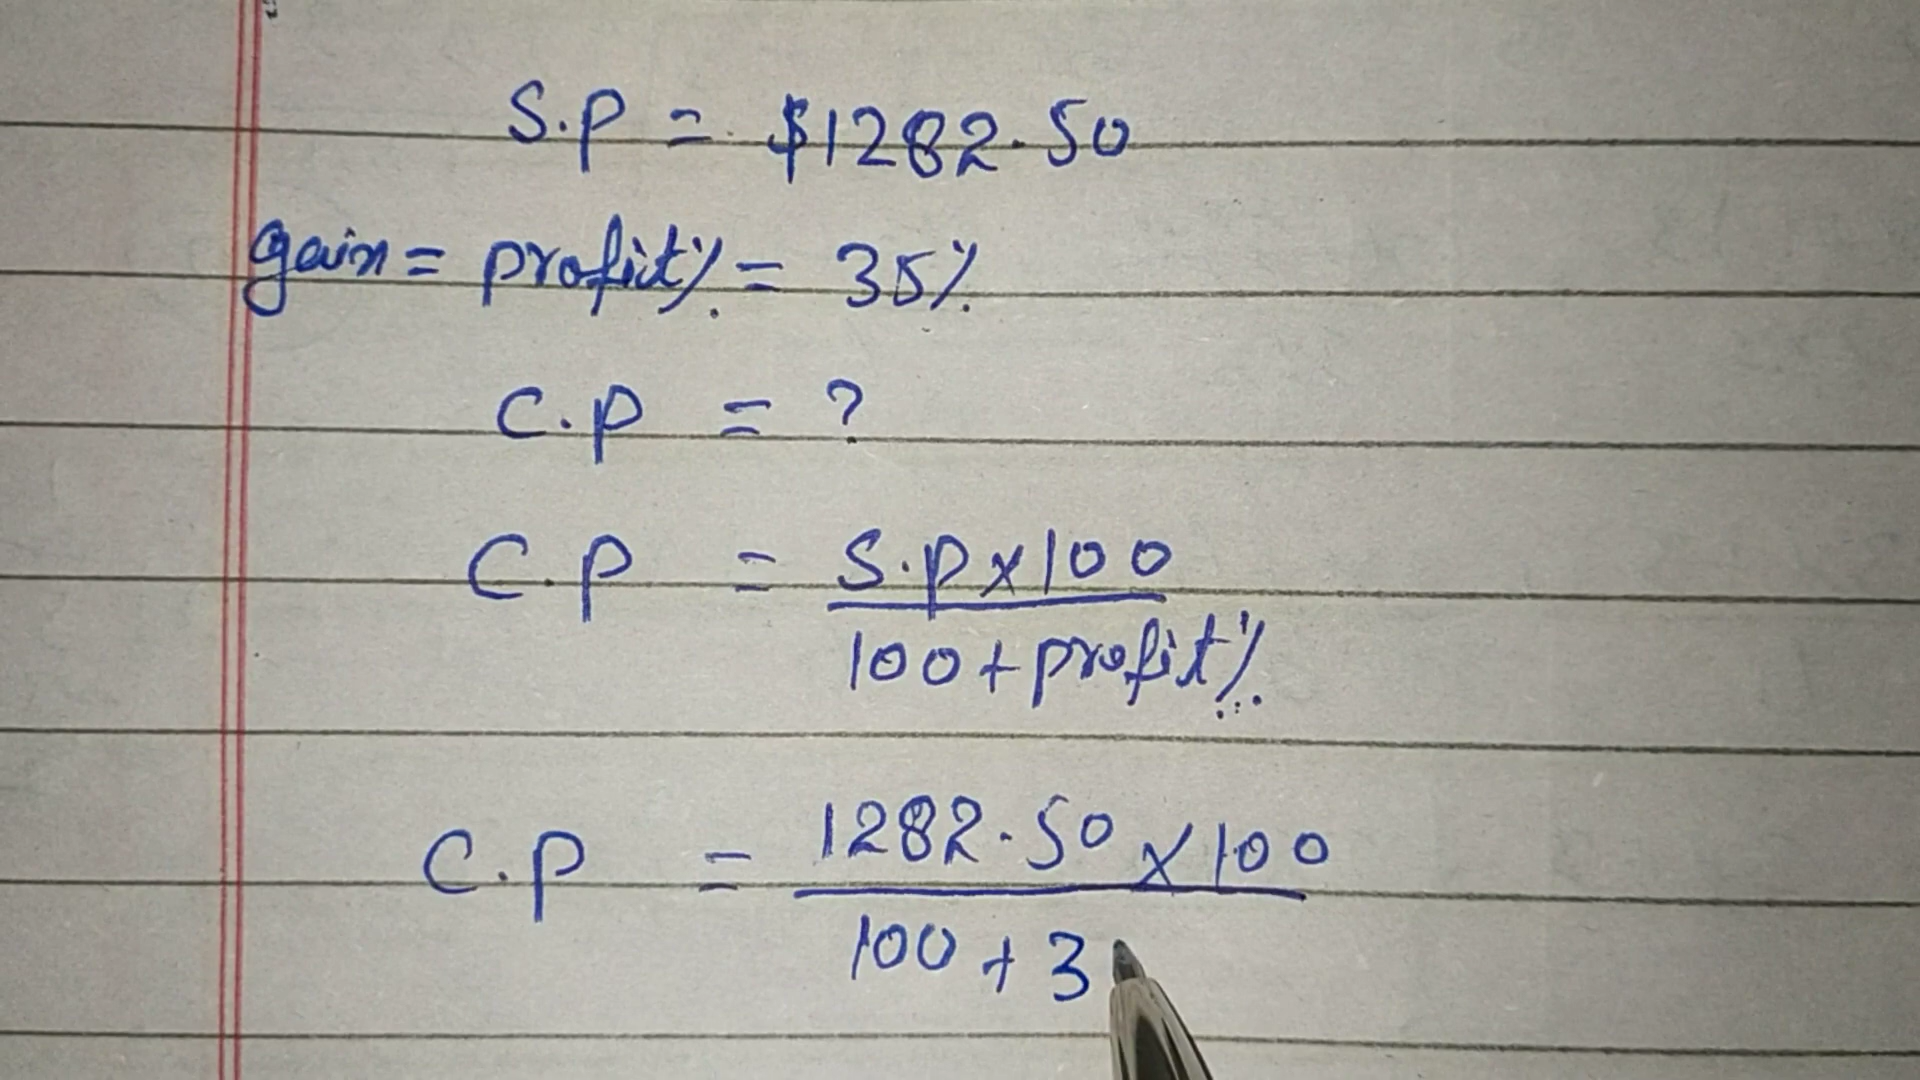 S.P = $1282.50
gain = profit% = 35%
C.P = ?
C.P = S.P×100
100+profit%
C.P = 1282.50×100
100+3